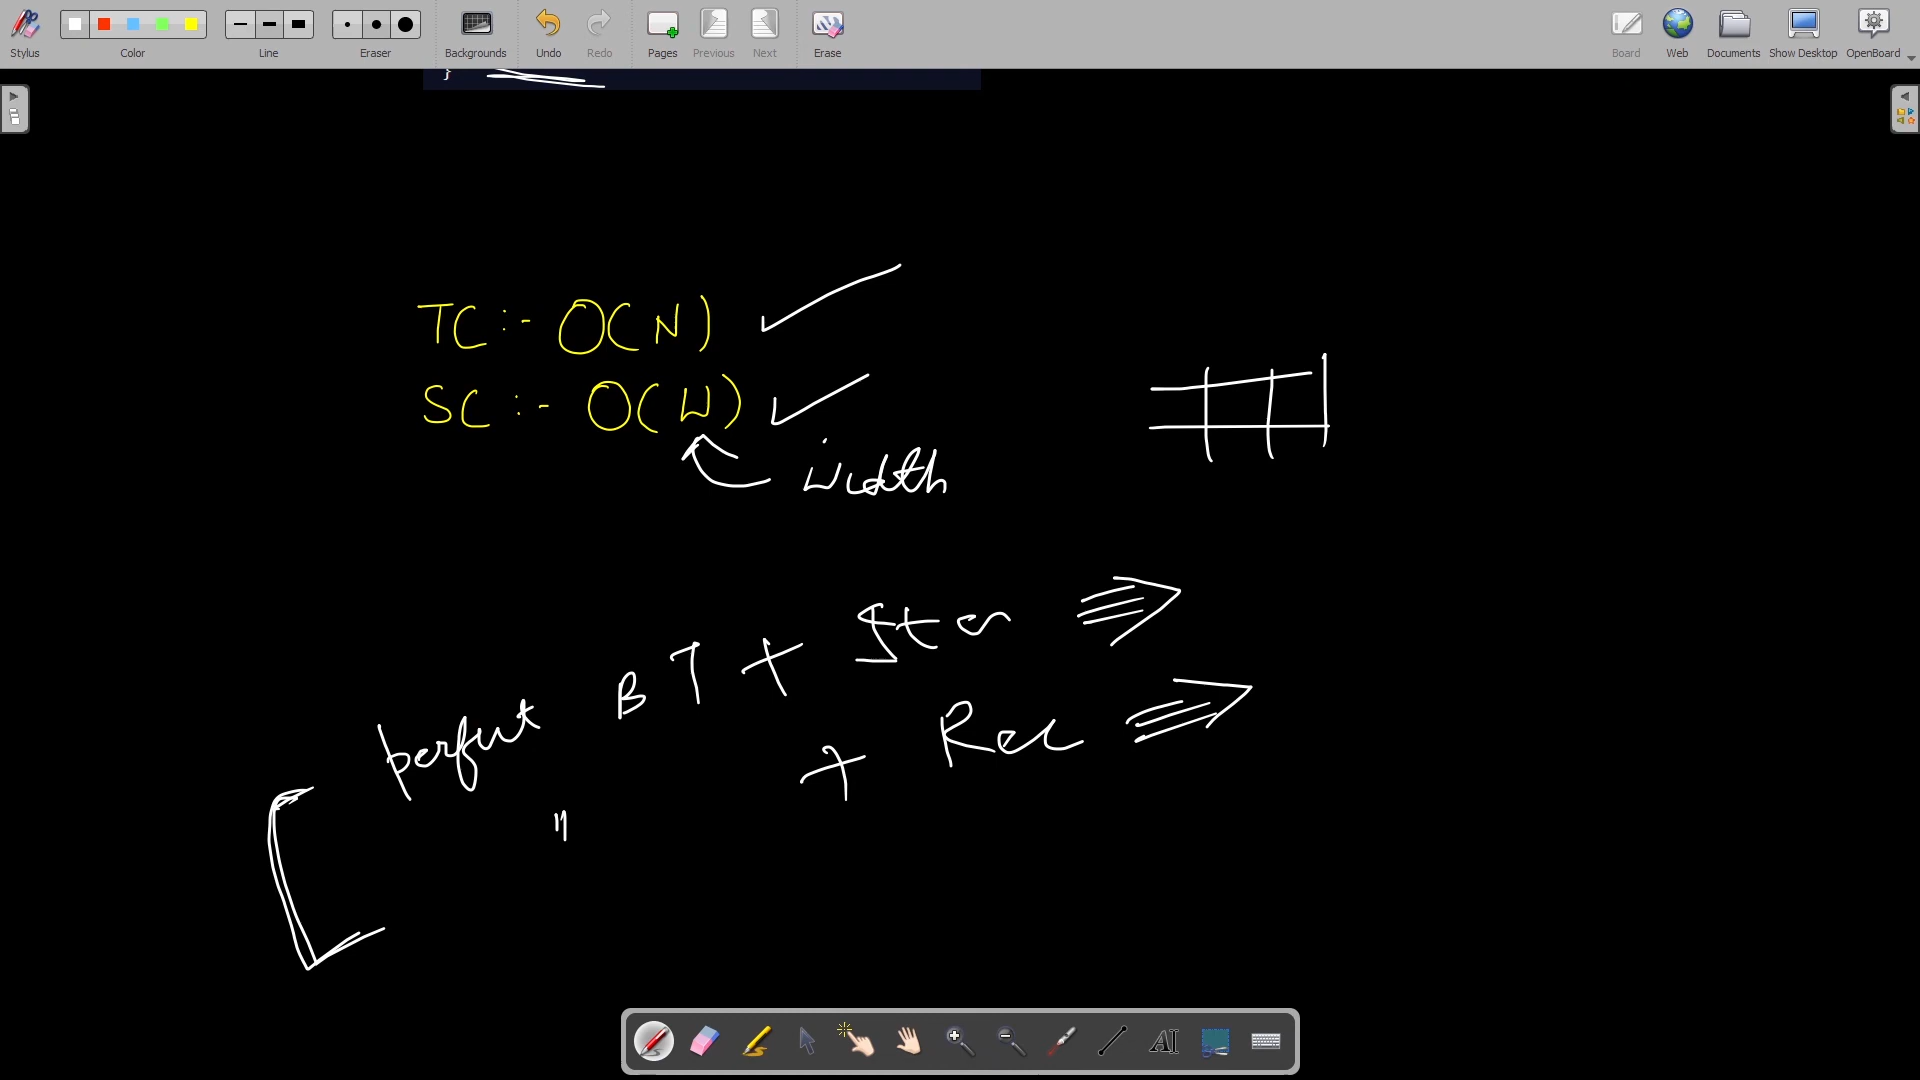 Stylus
Color
Line
Eraser
Backgrounds
Undo
Redo
Pages
Previous
Next
Erase
Board
Web
Documents
Show Desktop
OpenBoard
}
TC :- O(N)
SC :- O(W)
width
perfect BT + Iter
" + Rec
AI